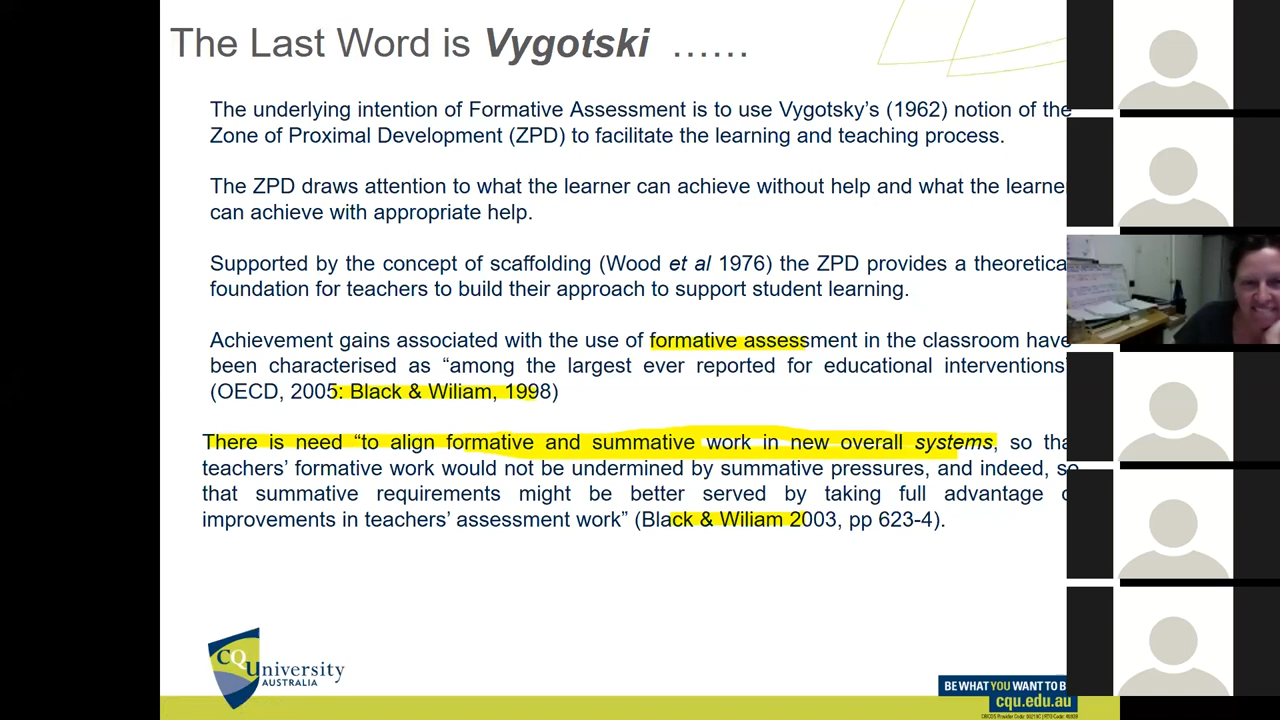 The Last Word is Vygotski ……
The underlying intention of Formative Assessment is to use Vygotsky’s (1962) notion of the
Zone of Proximal Development (ZPD) to facilitate the learning and teaching process.
The ZPD draws attention to what the learner can achieve without help and what the learne
can achieve with appropriate help.
Supported by the concept of scaffolding (Wood et al 1976) the ZPD provides a theoretica
foundation for teachers to build their approach to support student learning.
Achievement gains associated with the use of formative assessment in the classroom have
been characterised as “among the largest ever reported for educational interventions”
(OECD, 2005: Black & Wiliam, 1998)
There is need “to align formative and summative work in new overall systems, so tha
teachers’ formative work would not be undermined by summative pressures, and indeed, so
that summative requirements might be better served by taking full advantage o
improvements in teachers’ assessment work” (Black & Wiliam 2003, pp 623-4).
CQUniversity
AUSTRALIA
BE WHAT YOU WANT TO B
cqu.edu.au